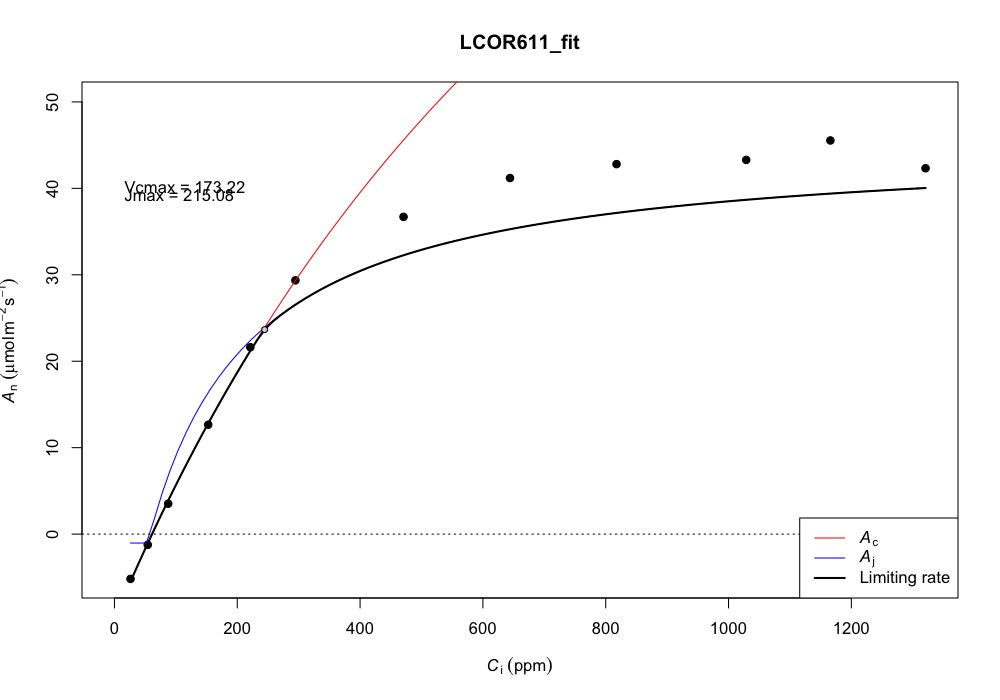 LCOR611_fit
50
40
30
20
10
0
Vcmax = 173.22
Jmax = 215.08
Aₙ (μmolm⁻²s⁻¹)
A꜀
Aⱼ
Limiting rate
0 200 400 600 800 1000 1200
Cᵢ (ppm)